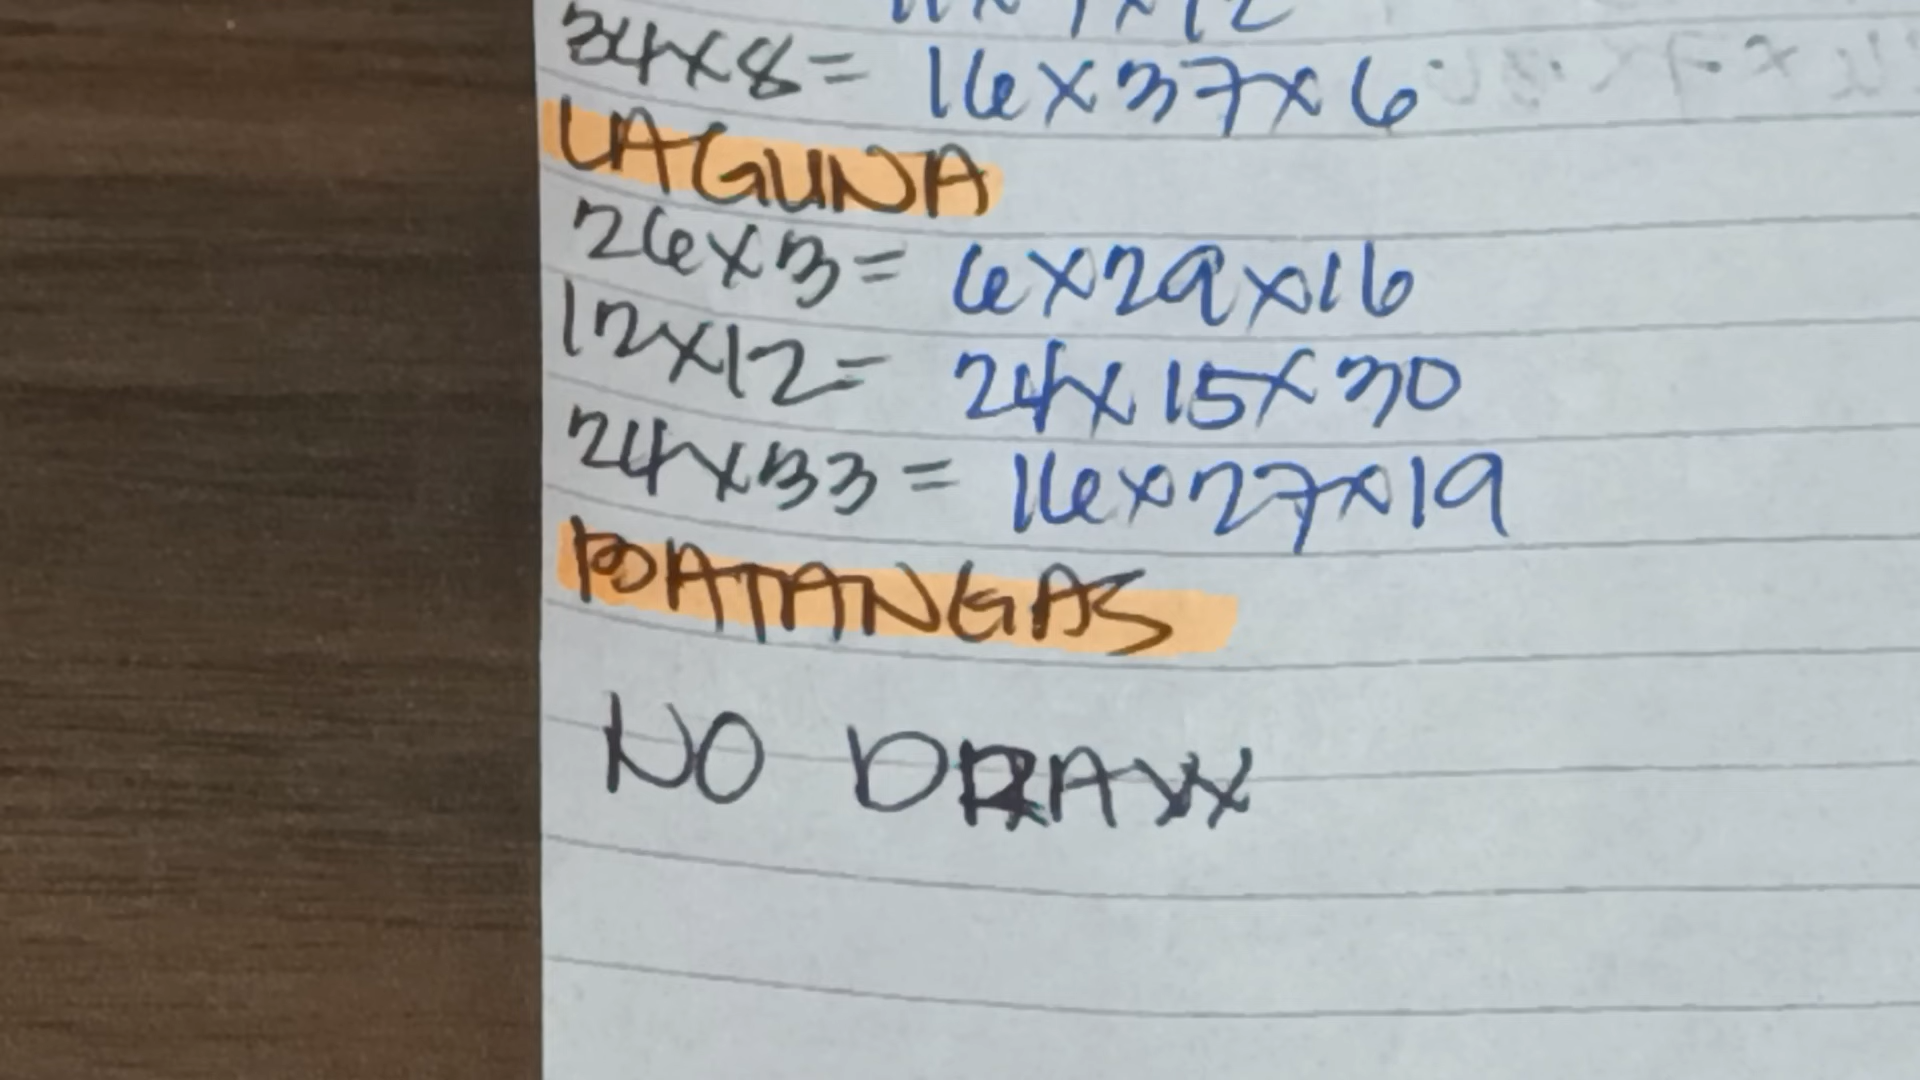 34x8= 16x37x6
LAGUNA
26x3= 6x29x16
12x12= 24x15x30
24x33= 16x27x19
BATANGAS
NO DRAW